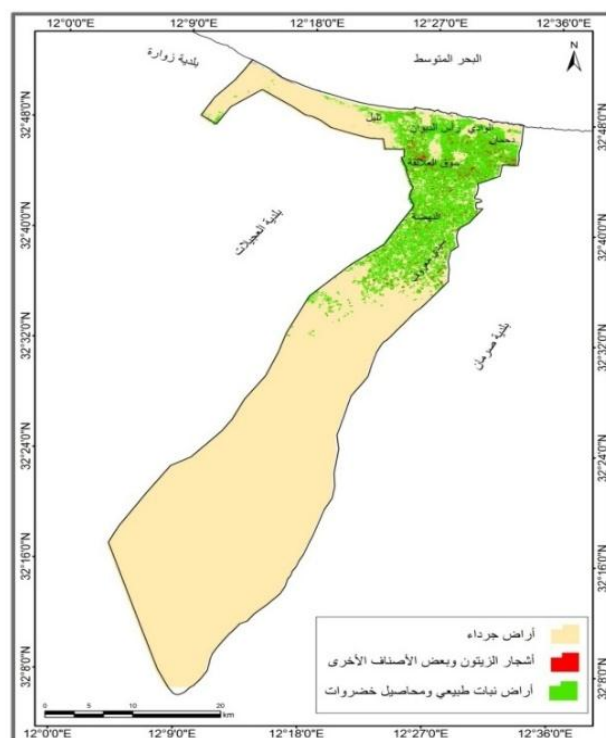 12°0'0"E 12°9'0"E 12°18'0"E 12°27'0"E 12°36'0"E
البحر المتوسط
N
بلدية زوارة
32°48'0"N 32°48'0"N
تليل
الوادي
رأس الديوان
دحمان
سوق العلالقة
النهضة
32°40'0"N 32°40'0"N
بلدية العجيلات
32°32'0"N 32°32'0"N
بلدية صرمان
32°24'0"N 32°24'0"N
32°16'0"N 32°16'0"N
32°8'0"N 32°8'0"N
أراض جرداء
أشجار الزيتون وبعض الأصناف الأخرى
أراض نبات طبيعي ومحاصيل خضروات
0 5 10 20
km
12°0'0"E 12°9'0"E 12°18'0"E 12°27'0"E 12°36'0"E